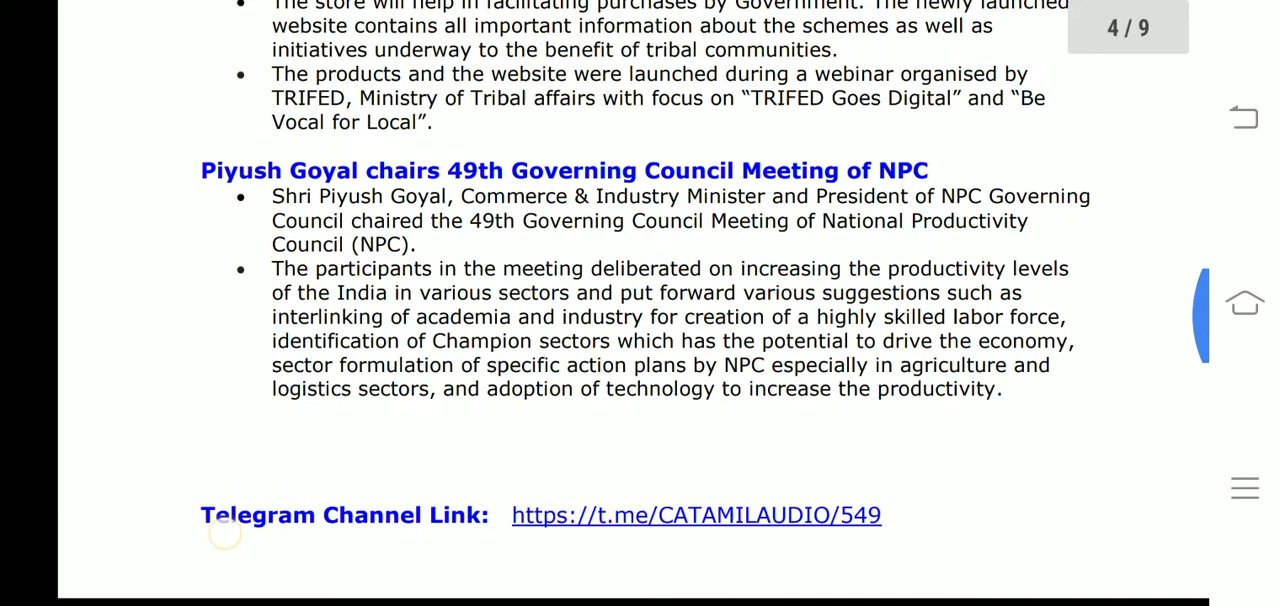 The store will help in facilitating purchases by Government. The newly launched
website contains all important information about the schemes as well as
initiatives underway to the benefit of tribal communities.
• The products and the website were launched during a webinar organised by
TRIFED, Ministry of Tribal affairs with focus on “TRIFED Goes Digital” and “Be
Vocal for Local”.
Piyush Goyal chairs 49th Governing Council Meeting of NPC
• Shri Piyush Goyal, Commerce & Industry Minister and President of NPC Governing
Council chaired the 49th Governing Council Meeting of National Productivity
Council (NPC).
• The participants in the meeting deliberated on increasing the productivity levels
of the India in various sectors and put forward various suggestions such as
interlinking of academia and industry for creation of a highly skilled labor force,
identification of Champion sectors which has the potential to drive the economy,
sector formulation of specific action plans by NPC especially in agriculture and
logistics sectors, and adoption of technology to increase the productivity.
Telegram Channel Link: https://t.me/CATAMILAUDIO/549
4 / 9